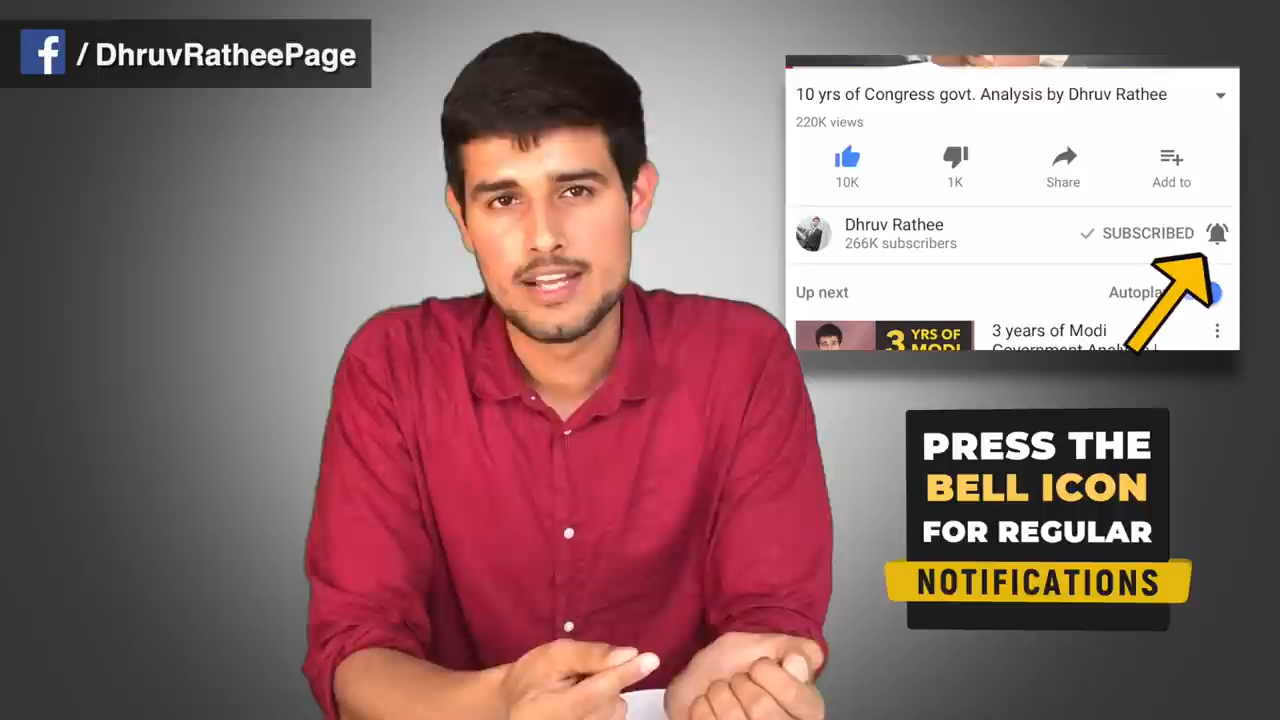 f / DhruvRatheePage
10 yrs of Congress govt. Analysis by Dhruv Rathee
220K views
10K
1K
Share
Add to
Dhruv Rathee
266K subscribers
SUBSCRIBED
Up next
3 YRS OF
MODI
3 years of Modi
PRESS THE
BELL ICON
FOR REGULAR
NOTIFICATIONS